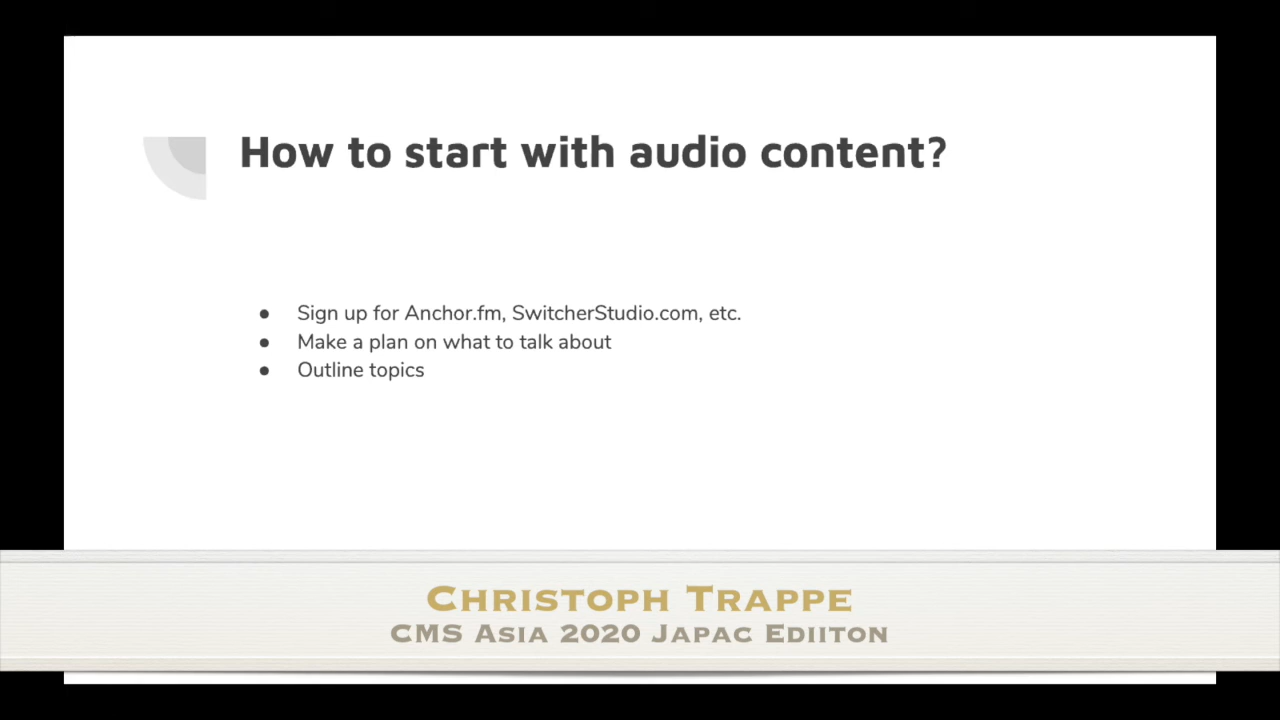 How to start with audio content?
● Sign up for Anchor.fm, SwitcherStudio.com, etc.
● Make a plan on what to talk about
● Outline topics
Christoph Trappe
CMS Asia 2020 Japac Ediiton